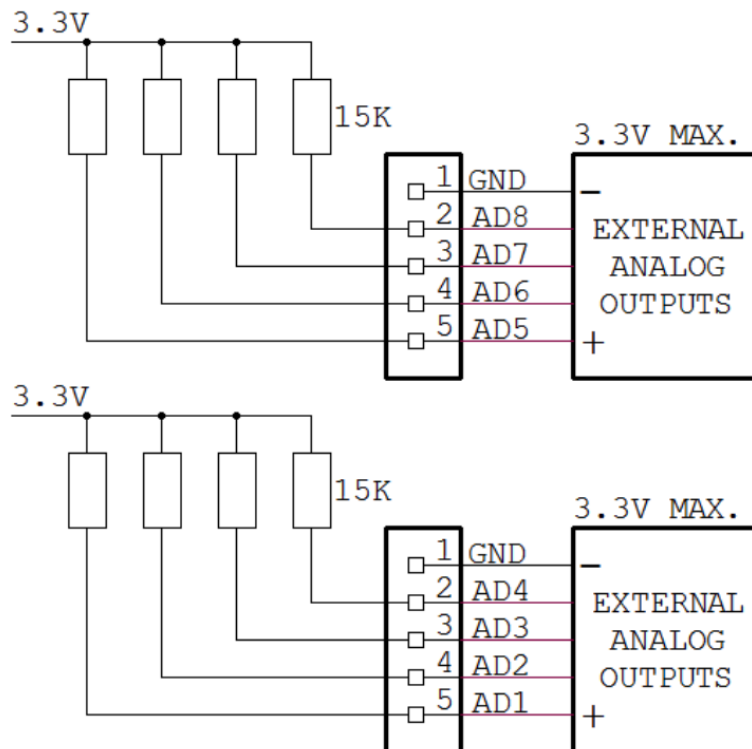 3.3V
15K
3.3V MAX.
1 GND
-
2 AD8
EXTERNAL
3 AD7
ANALOG
4 AD6
OUTPUTS
5 AD5
+
3.3V
15K
3.3V MAX.
1 GND
-
2 AD4
EXTERNAL
3 AD3
ANALOG
4 AD2
OUTPUTS
5 AD1
+